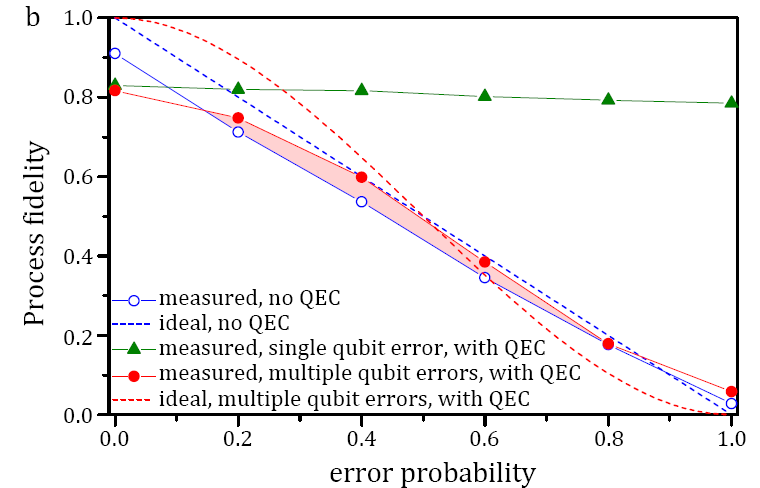 b
1.0
0.8
0.6
0.4
0.2
0.0
Process fidelity
measured, no QEC
ideal, no QEC
measured, single qubit error, with QEC
measured, multiple qubit errors, with QEC
ideal, multiple qubit errors, with QEC
0.0 0.2 0.4 0.6 0.8 1.0
error probability